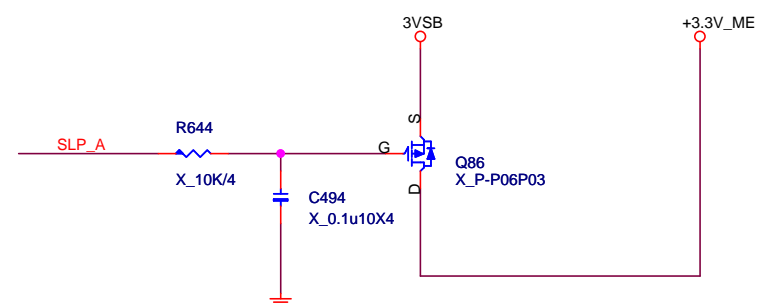 3VSB
+3.3V_ME
SLP_A
R644
X_10K/4
C494
X_0.1u10X4
G
S
D
Q86
X_P-P06P03